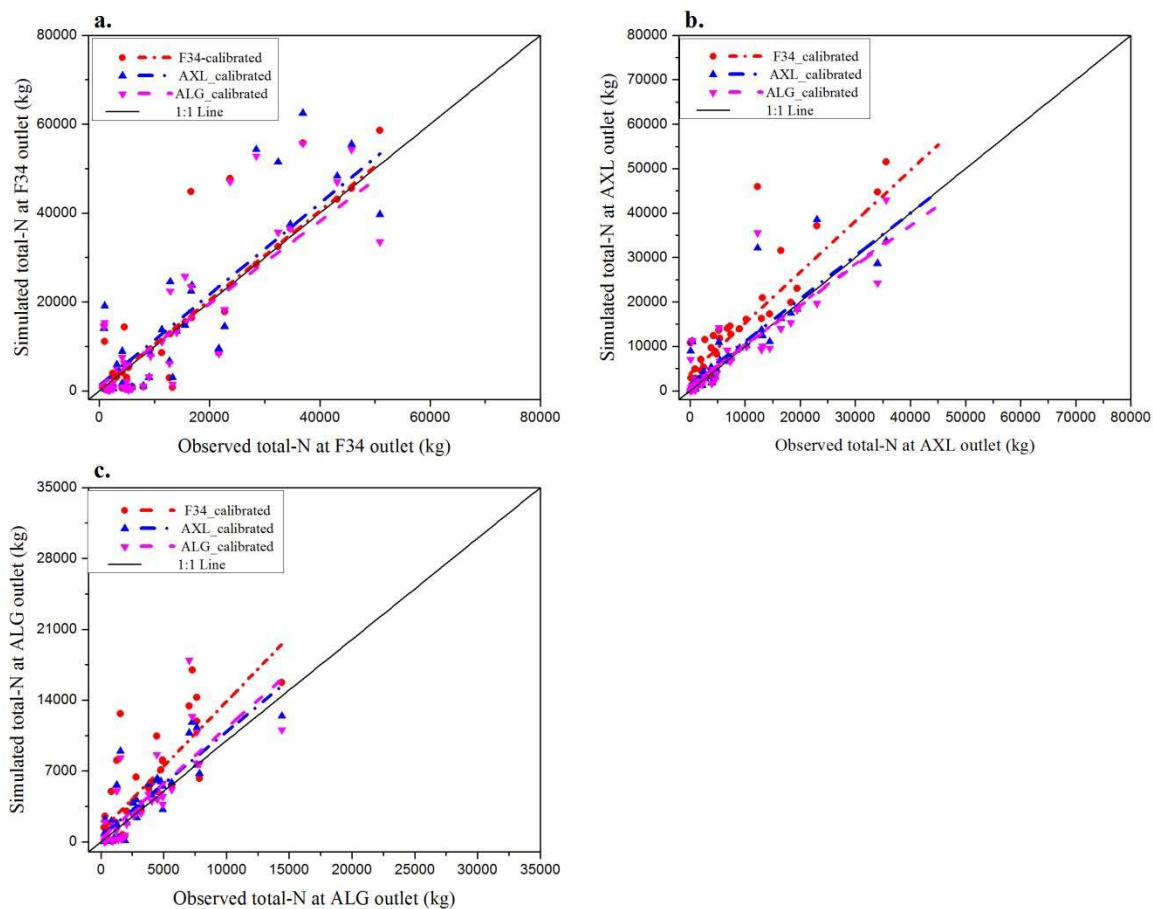 a.
80000
60000
40000
20000
0
Simulated total-N at F34 outlet (kg)
F34-calibrated
AXL_calibrated
ALG_calibrated
1:1 Line
0 20000 40000 60000 80000
Observed total-N at F34 outlet (kg)
b.
80000
70000
60000
50000
40000
30000
20000
10000
0
Simulated total-N at AXL outlet (kg)
F34_calibrated
AXL_calibrated
ALG_calibrated
1:1 Line
0 10000 20000 30000 40000 50000 60000 70000 80000
Observed total-N at AXL outlet (kg)
c.
35000
28000
21000
14000
7000
0
Simulated total-N at ALG outlet (kg)
F34_calibrated
AXL_calibrated
ALG_calibrated
1:1 Line
0 5000 10000 15000 20000 25000 30000 35000
Observed total-N at ALG outlet (kg)